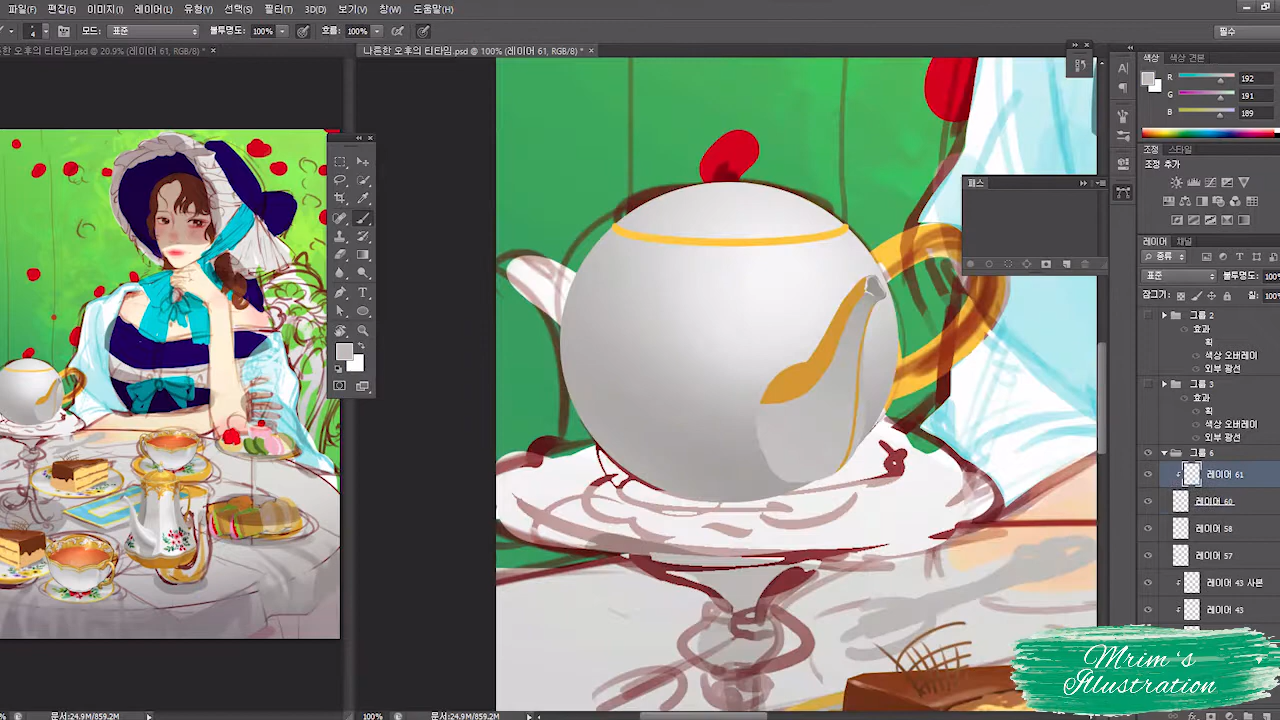 미지(I) 레이어(L) 유형(Y) 선택(S) 필터(T) 3D(D) 보기(V) 창(W) 도움말(H)
4 모드: 표준 불투명도: 100% 흐름: 100% 필수
한 오후의 티타임.psd @ 20.9% (레이어 61, RGB/8) * ×
나른한 오후의 티타임.psd @ 100% (레이어 61, RGB/8) * ×
색상 색상 견본
R 192
G 191
B 189
조정 스타일
조정 추가
패스
레이어 채널
종류
표준 불투명도: 100%
잠그기: 칠: 100%
그룹 2
효과
획
색상 오버레이
외부 광선
그룹 3
효과
획
색상 오버레이
외부 광선
그룹 6
레이어 61
레이어 60
레이어 58
레이어 57
레이어 43 사본
레이어 43
Mrim's
Illustration
문서:24.9M/859.2M
100% 문서:24.9M/859.2M